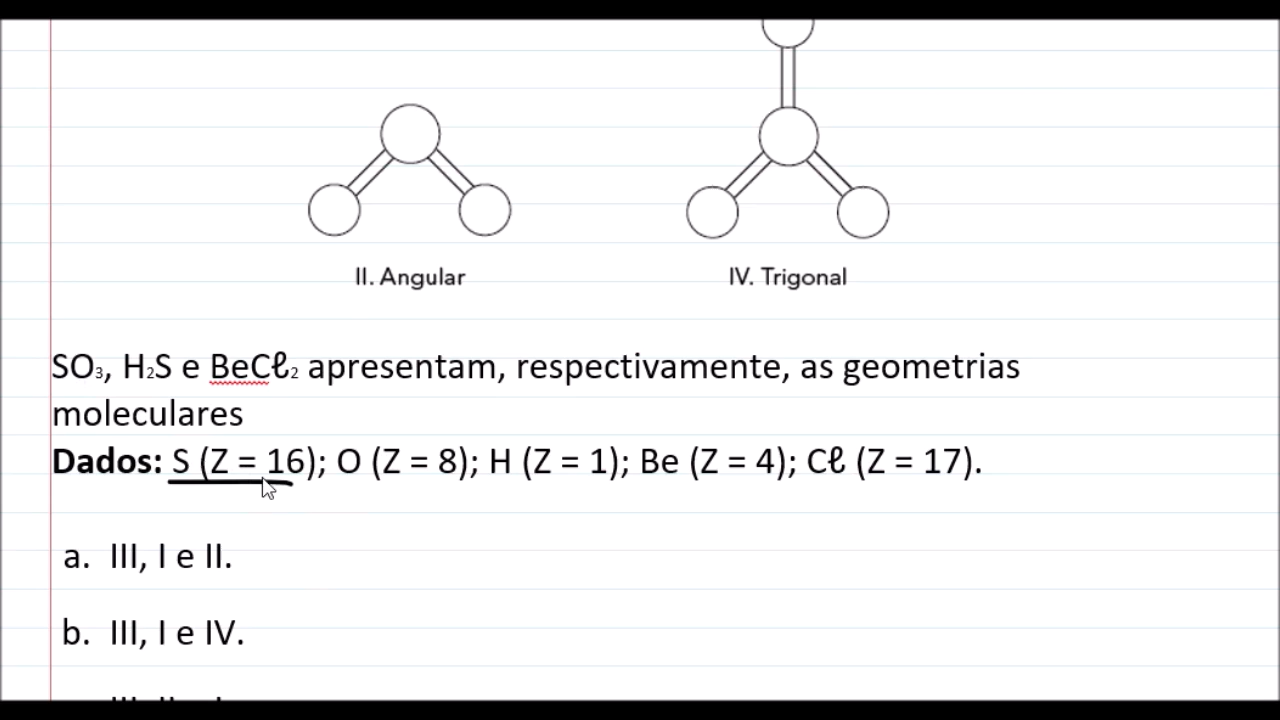 II. Angular
IV. Trigonal
SO₃, H₂S e BeCℓ₂ apresentam, respectivamente, as geometrias
moleculares
Dados: S (Z = 16); O (Z = 8); H (Z = 1); Be (Z = 4); Cℓ (Z = 17).
a. III, I e II.
b. III, I e IV.